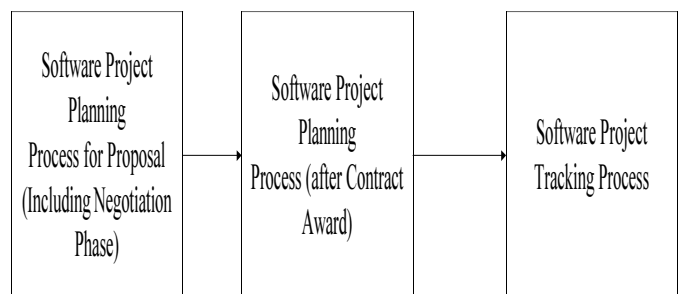 Software Project
Planning
Process for Proposal
(Including Negotiation
Phase)
Software Project
Planning
Process (after Contract
Award)
Software Project
Tracking Process